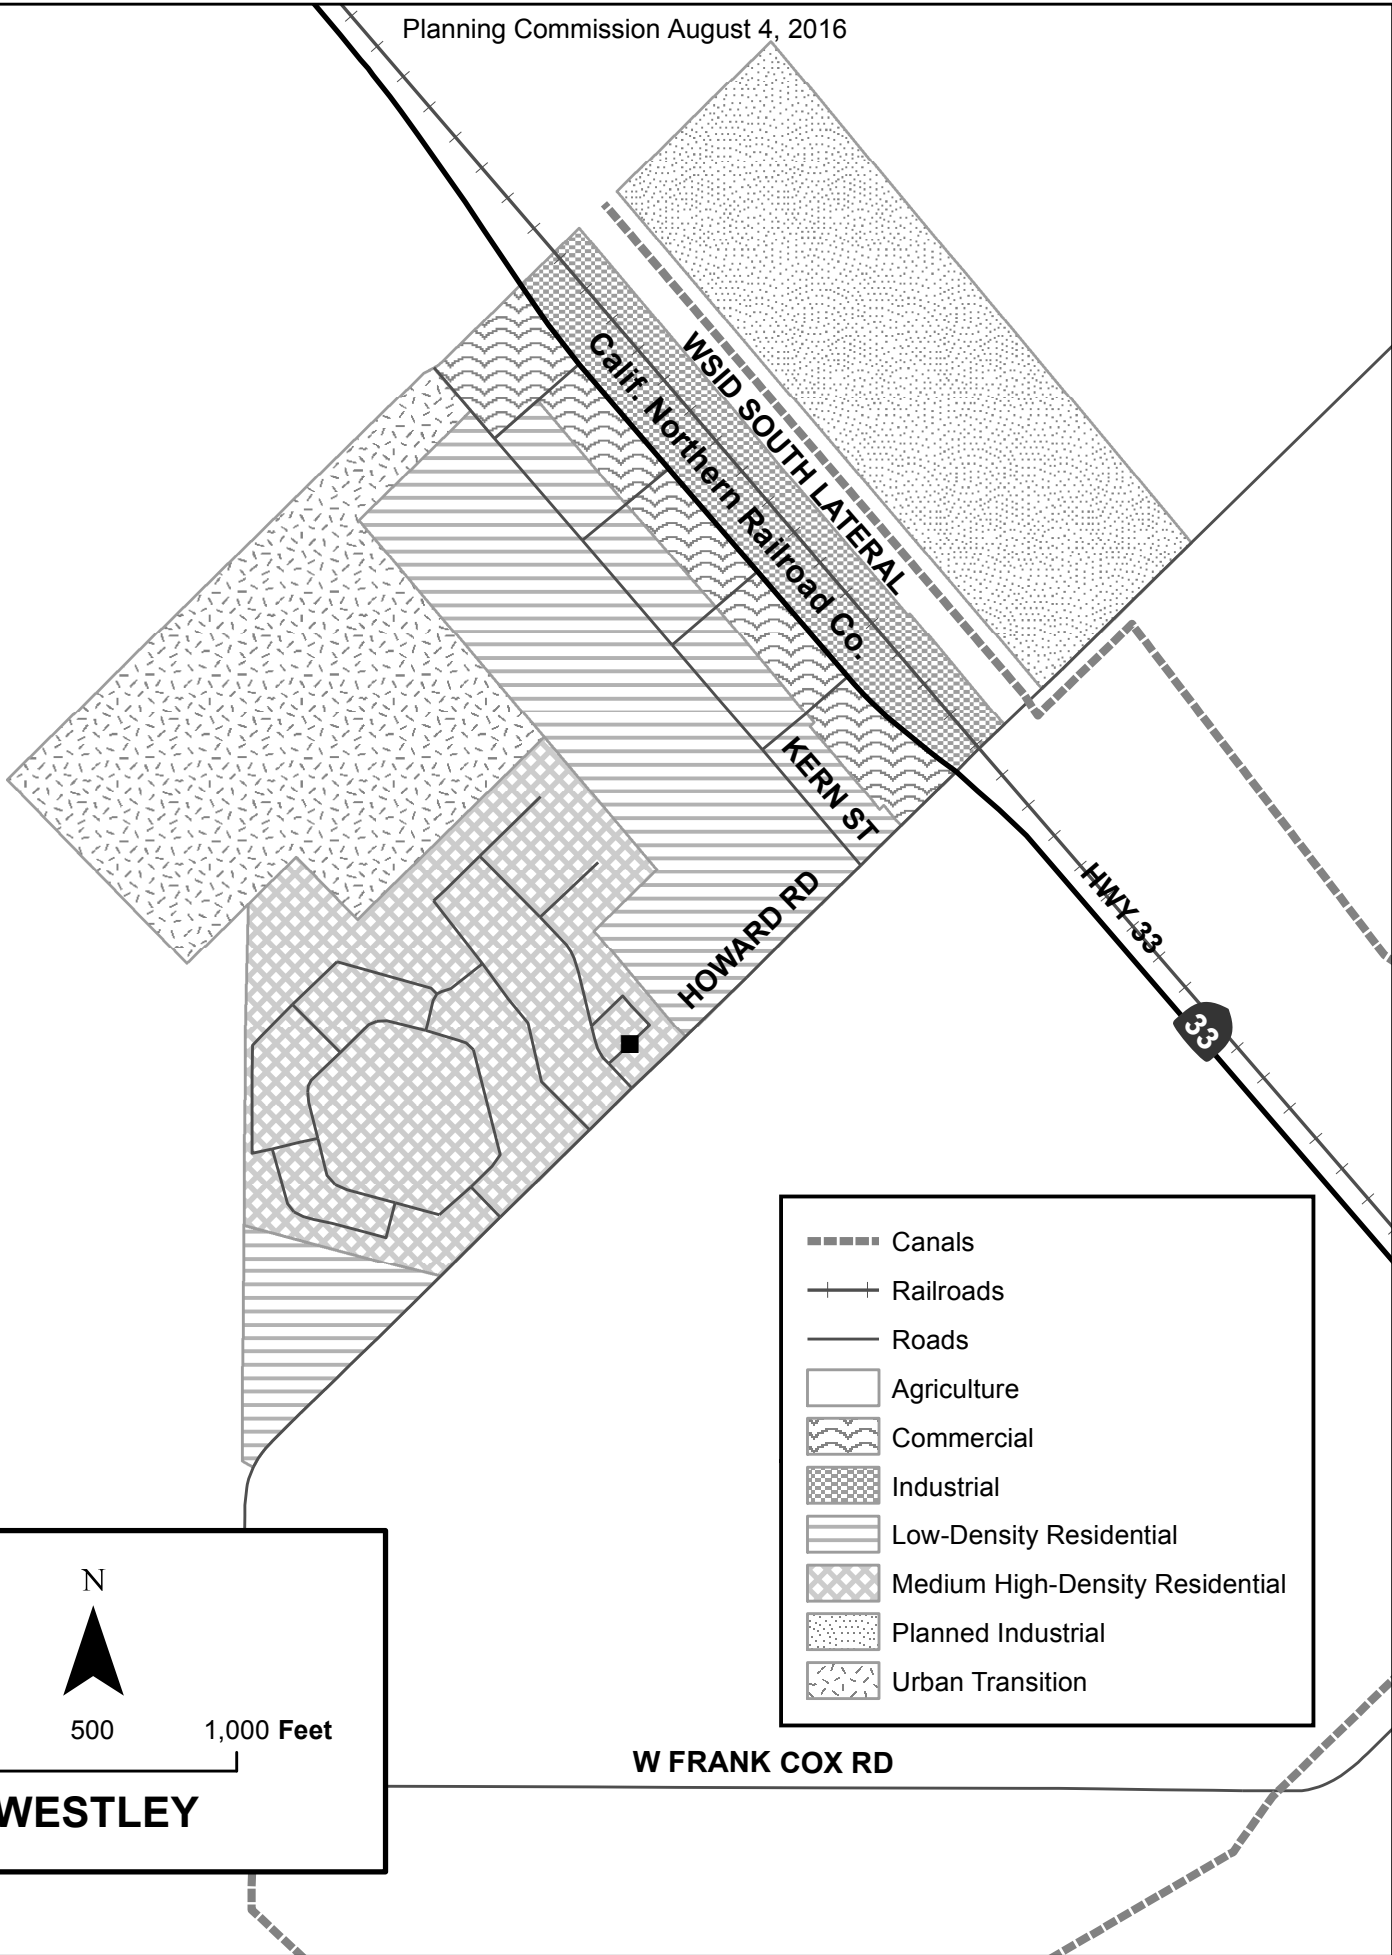 Planning Commission August 4, 2016
Calif. Northern Railroad Co.
WSID SOUTH LATERAL
KERN ST
HOWARD RD
HWY 33
33
Canals
Railroads
Roads
Agriculture
Commercial
Industrial
Low-Density Residential
Medium High-Density Residential
Planned Industrial
Urban Transition
N
500 1,000 Feet
WESTLEY
W FRANK COX RD